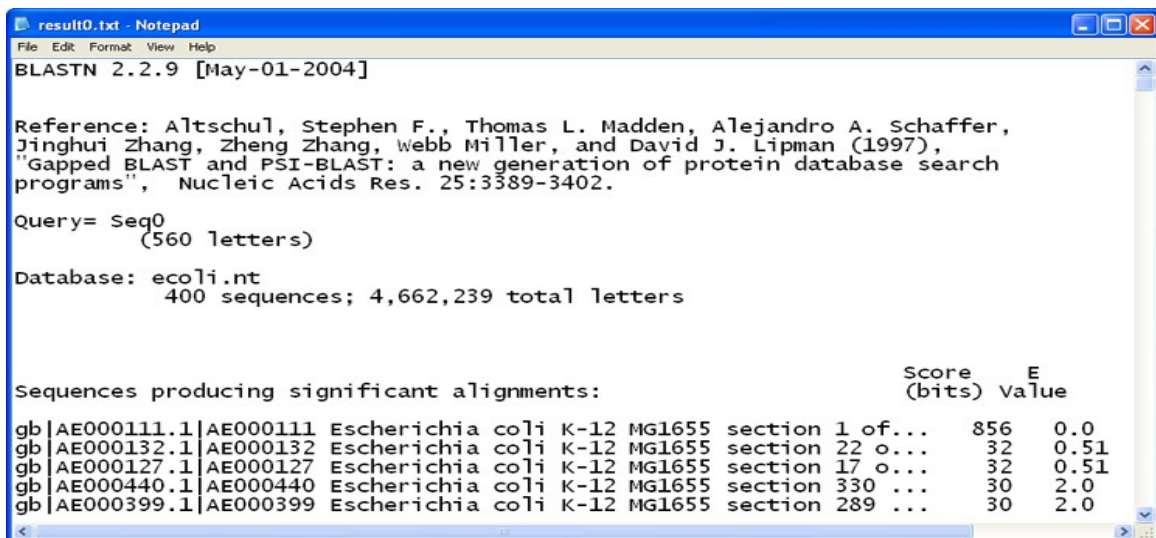 result0.txt - Notepad
File Edit Format View Help
BLASTN 2.2.9 [May-01-2004]
Reference: Altschul, Stephen F., Thomas L. Madden, Alejandro A. Schaffer,
Jinghui Zhang, Zheng Zhang, Webb Miller, and David J. Lipman (1997),
"Gapped BLAST and PSI-BLAST: a new generation of protein database search
programs", Nucleic Acids Res. 25:3389-3402.
Query= Seq0
(560 letters)
Database: ecoli.nt
400 sequences; 4,662,239 total letters
Score E
Sequences producing significant alignments: (bits) Value
gb|AE000111.1|AE000111 Escherichia coli K-12 MG1655 section 1 of... 856 0.0
gb|AE000132.1|AE000132 Escherichia coli K-12 MG1655 section 22 o... 32 0.51
gb|AE000127.1|AE000127 Escherichia coli K-12 MG1655 section 17 o... 32 0.51
gb|AE000440.1|AE000440 Escherichia coli K-12 MG1655 section 330 ... 30 2.0
gb|AE000399.1|AE000399 Escherichia coli K-12 MG1655 section 289 ... 30 2.0